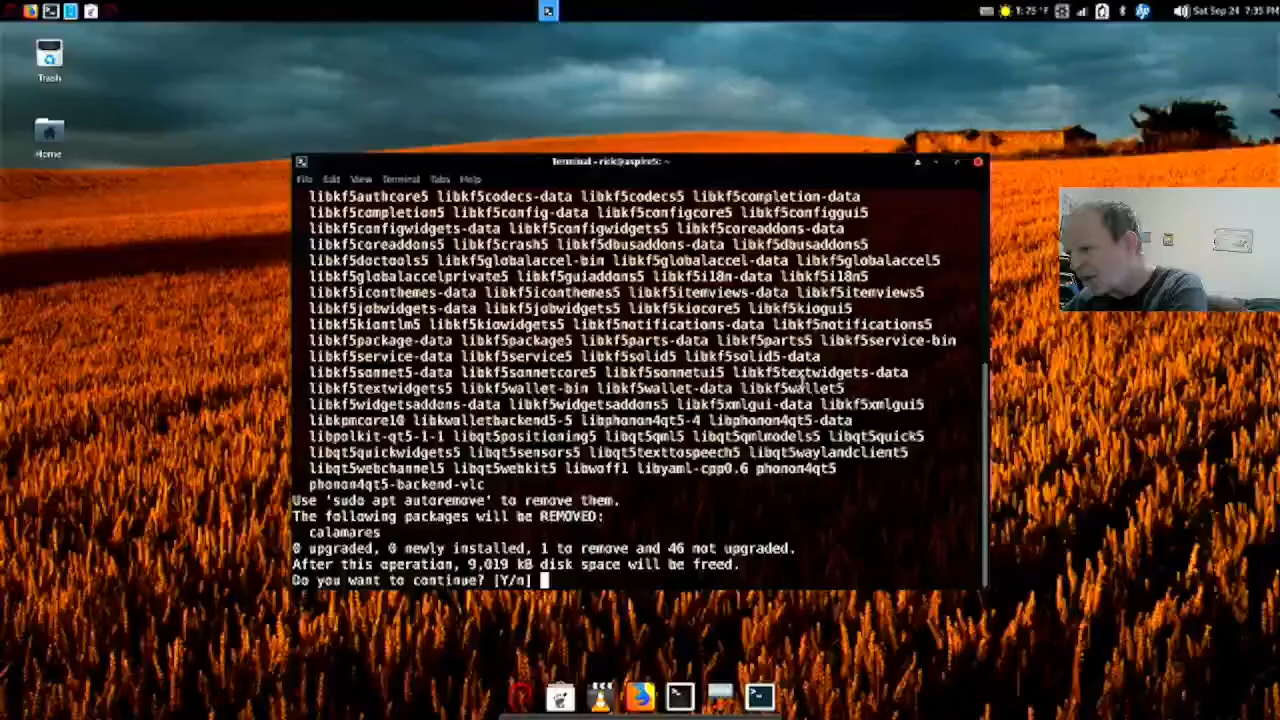 T: 75 °F
Sat Sep 24 7:35 PM
Trash
Home
Terminal - rick@aspire5: ~
File Edit View Terminal Tabs Help
libkf5authcore5 libkf5codecs-data libkf5codecs5 libkf5completion-data
libkf5completion5 libkf5config-data libkf5configcore5 libkf5configgui5
libkf5configwidgets-data libkf5configwidgets5 libkf5coreaddons-data
libkf5coreaddons5 libkf5crash5 libkf5dbusaddons-data libkf5dbusaddons5
libkf5doctools5 libkf5globalaccel-bin libkf5globalaccel-data libkf5globalaccel5
libkf5globalaccelprivate5 libkf5guiaddons5 libkf5i18n-data libkf5i18n5
libkf5iconthemes-data libkf5iconthemes5 libkf5itemviews-data libkf5itemviews5
libkf5jobwidgets-data libkf5jobwidgets5 libkf5kiocore5 libkf5kiogui5
libkf5kiontlm5 libkf5kiowidgets5 libkf5notifications-data libkf5notifications5
libkf5package-data libkf5package5 libkf5parts-data libkf5parts5 libkf5service-bin
libkf5service-data libkf5service5 libkf5solid5 libkf5solid5-data
libkf5sonnet5-data libkf5sonnetcore5 libkf5sonnetui5 libkf5textwidgets-data
libkf5textwidgets5 libkf5wallet-bin libkf5wallet-data libkf5wallet5
libkf5widgetsaddons-data libkf5widgetsaddons5 libkf5xmlgui-data libkf5xmlgui5
libkpmcore10 libkwalletbackend5-5 libphonon4qt5-4 libphonon4qt5-data
libpolkit-qt5-1-1 libqt5positioning5 libqt5qml5 libqt5qmlmodels5 libqt5quick5
libqt5quickwidgets5 libqt5sensors5 libqt5texttospeech5 libqt5waylandclient5
libqt5webchannel5 libqt5webkit5 libwoff1 libyaml-cpp0.6 phonon4qt5
phonon4qt5-backend-vlc
Use 'sudo apt autoremove' to remove them.
The following packages will be REMOVED:
calamares
0 upgraded, 0 newly installed, 1 to remove and 46 not upgraded.
After this operation, 9,019 kB disk space will be freed.
Do you want to continue? [Y/n]